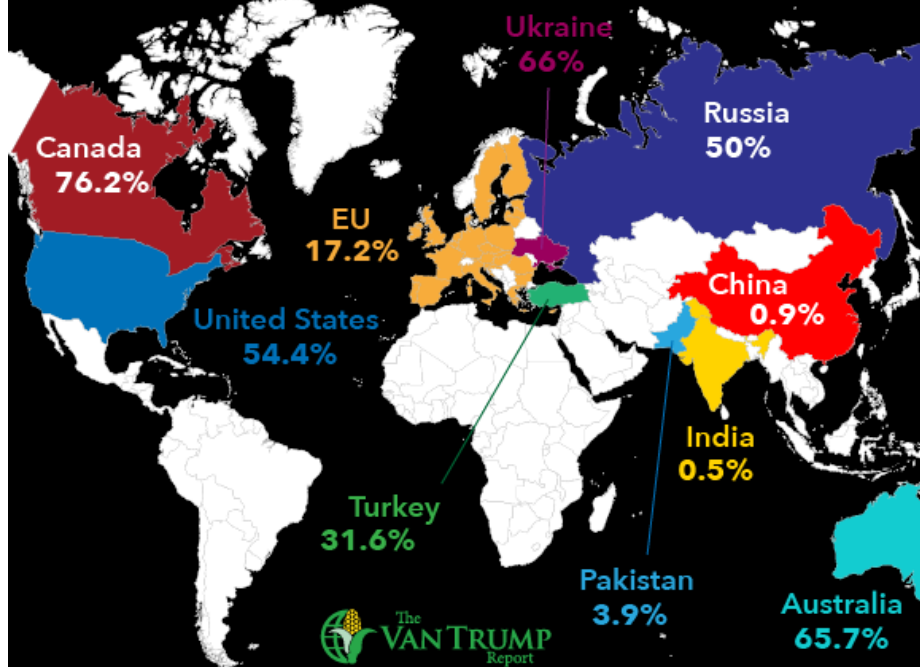 Ukraine
66%
Russia
50%
Canada
76.2%
EU
17.2%
China
0.9%
United States
54.4%
India
0.5%
Turkey
31.6%
Pakistan
3.9%
Australia
65.7%
The
VAN TRUMP
Report